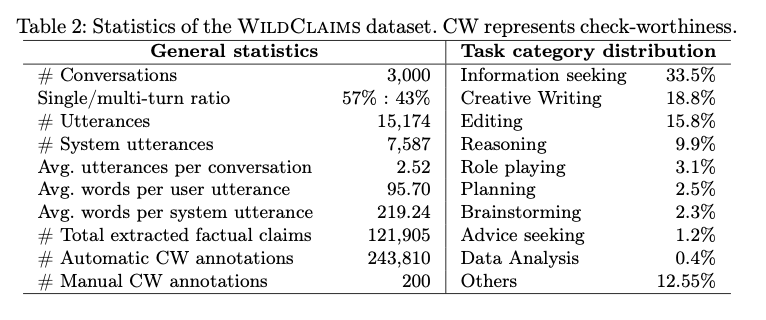 Table 2: Statistics of the WILDCLAIMS dataset. CW represents check-worthiness.
General statistics Task category distribution
# Conversations 3,000 Information seeking 33.5%
Single/multi-turn ratio 57% : 43% Creative Writing 18.8%
# Utterances 15,174 Editing 15.8%
# System utterances 7,587 Reasoning 9.9%
Avg. utterances per conversation 2.52 Role playing 3.1%
Avg. words per user utterance 95.70 Planning 2.5%
Avg. words per system utterance 219.24 Brainstorming 2.3%
# Total extracted factual claims 121,905 Advice seeking 1.2%
# Automatic CW annotations 243,810 Data Analysis 0.4%
# Manual CW annotations 200 Others 12.55%